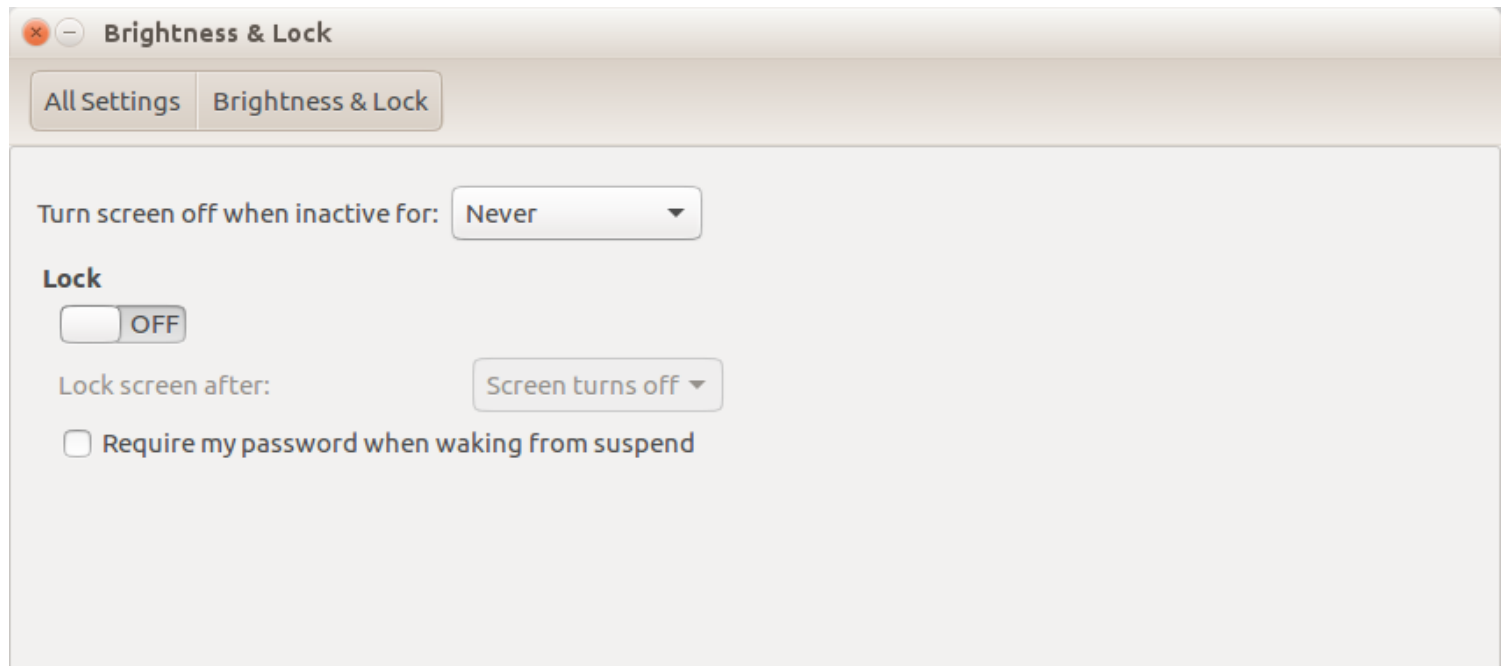 Brightness & Lock
All Settings Brightness & Lock
Turn screen off when inactive for: Never
Lock
OFF
Lock screen after: Screen turns off
Require my password when waking from suspend